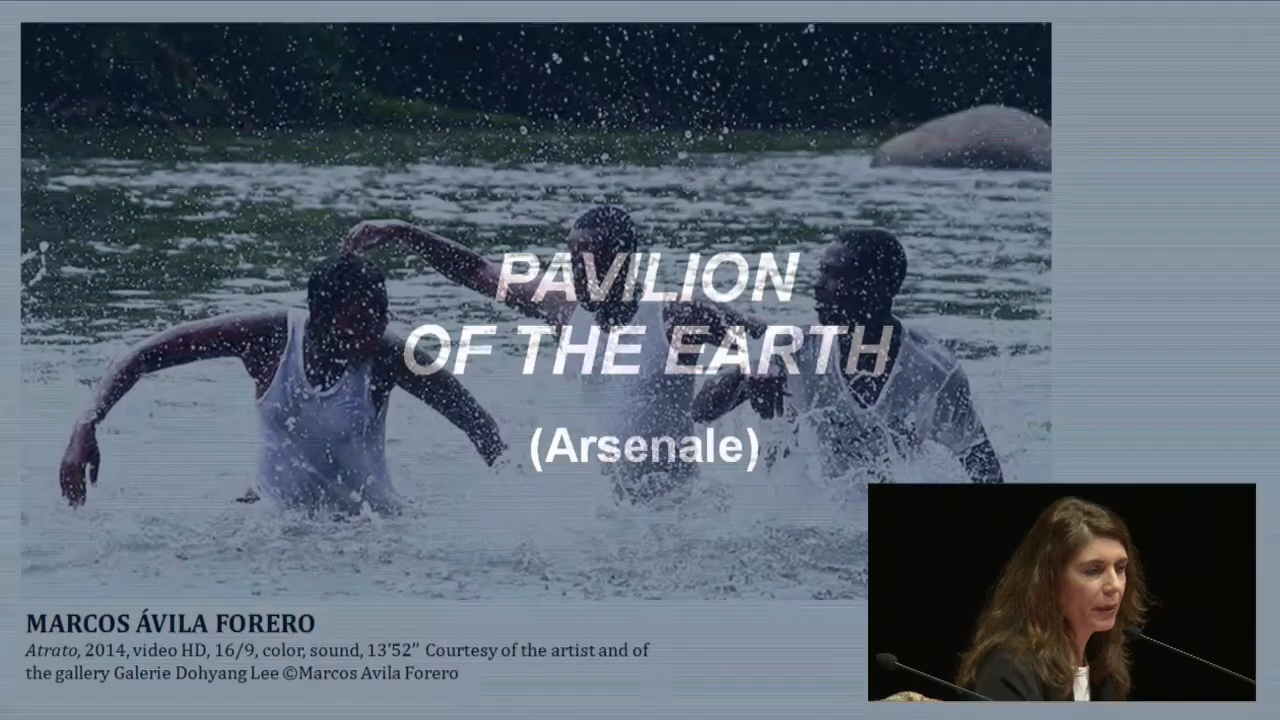 PAVILION
OF THE EARTH
(Arsenale)
MARCOS ÁVILA FORERO
Atrato, 2014, video HD, 16/9, color, sound, 13’52” Courtesy of the artist and of
the gallery Galerie Dohyang Lee ©Marcos Avila Forero